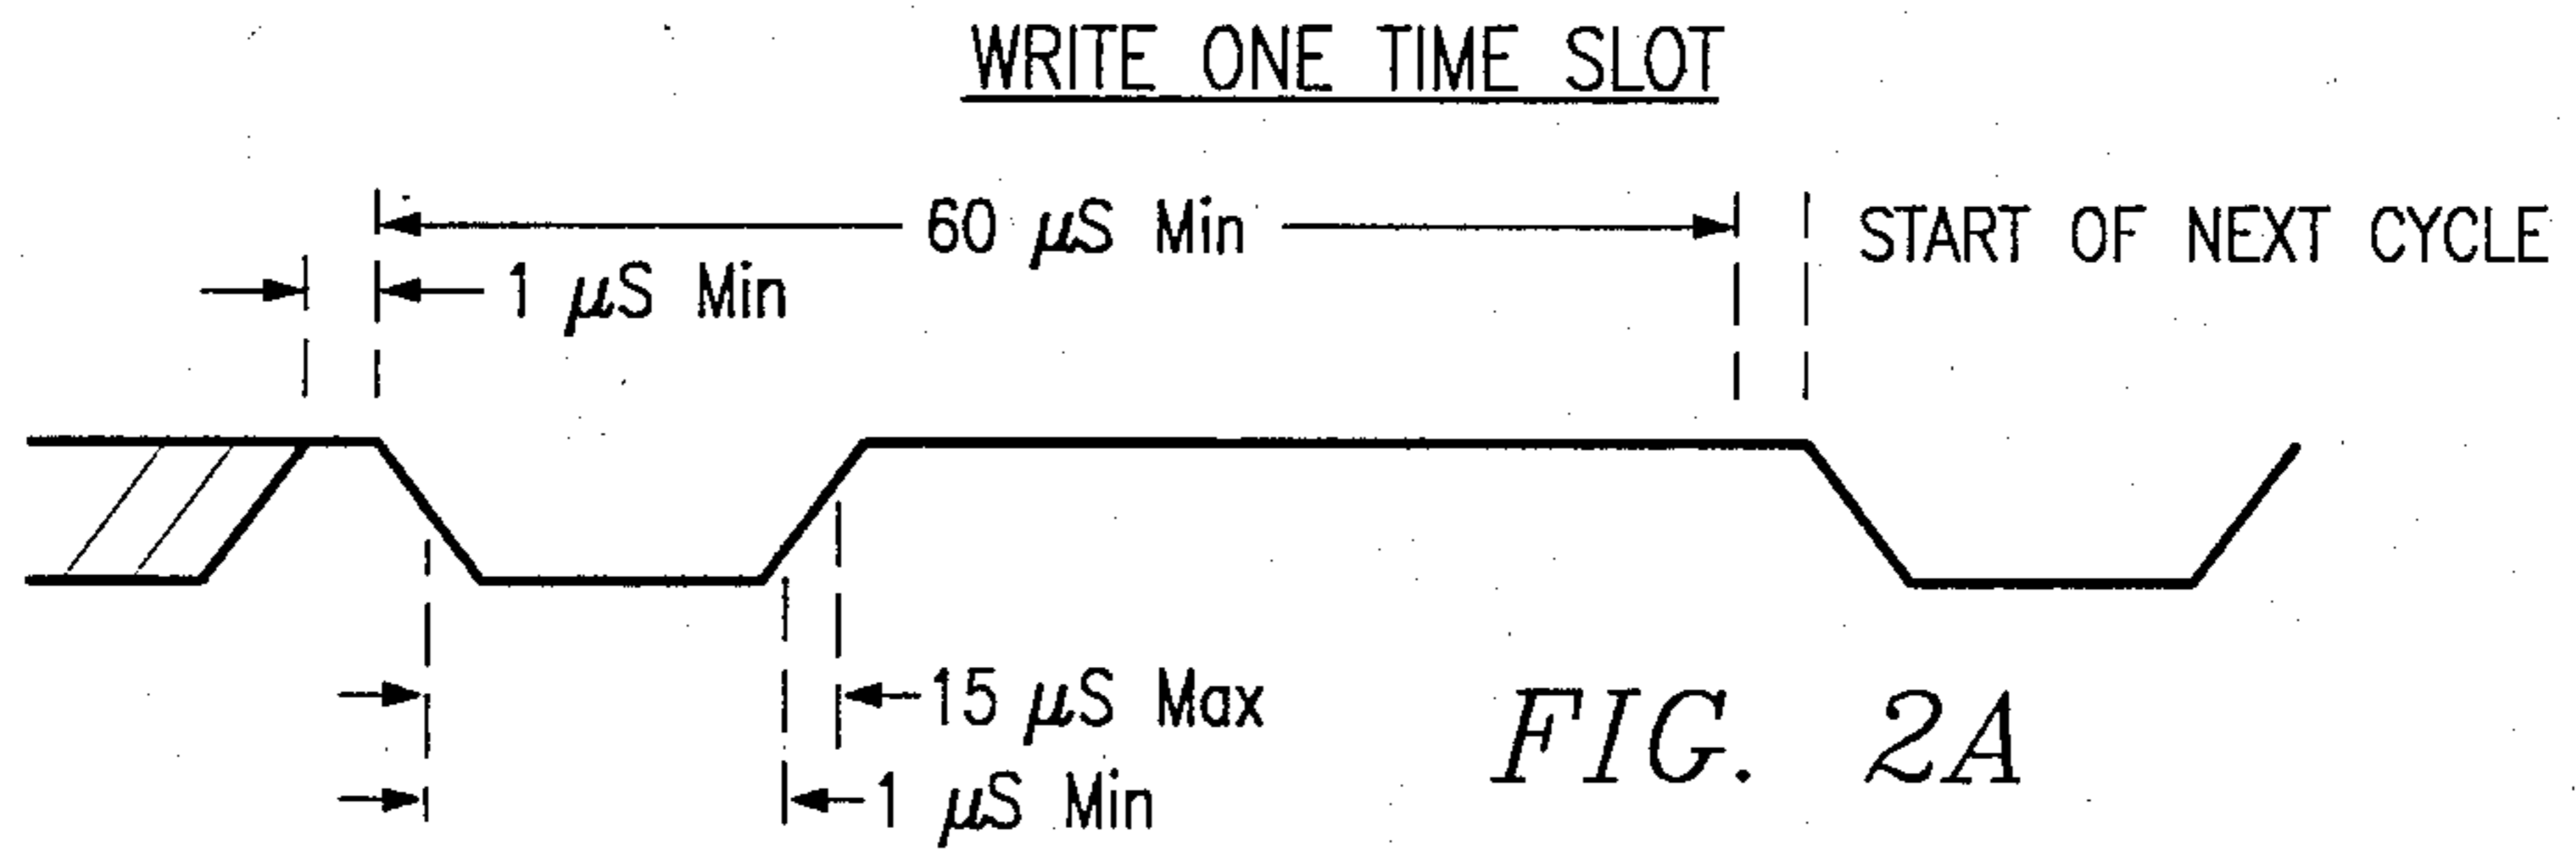 WRITE ONE TIME SLOT
60 μS Min
START OF NEXT CYCLE
1 μS Min
15 μS Max
1 μS Min
FIG. 2A